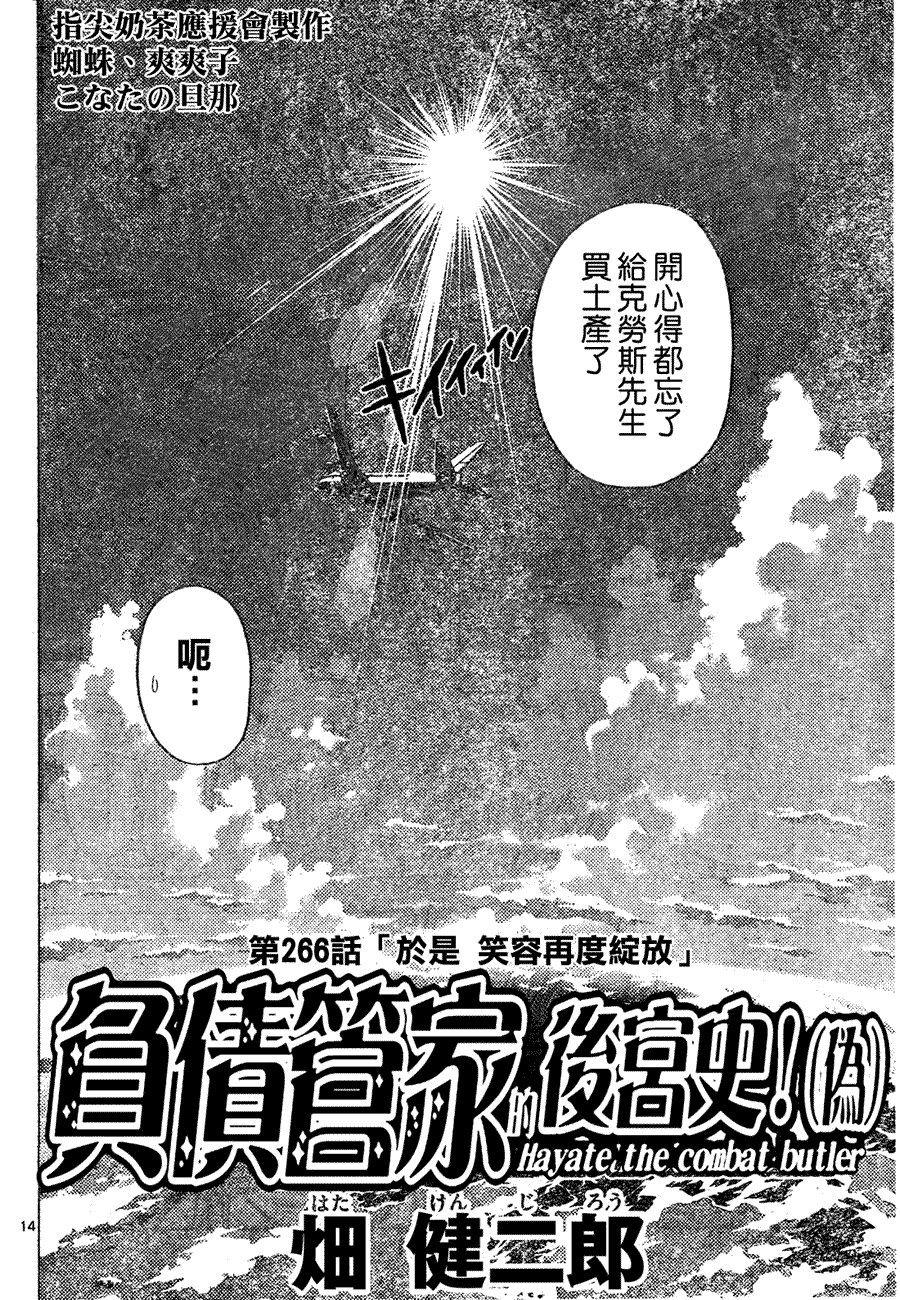 指尖奶茶應援會製作
蜘蛛、爽爽子
こなたの旦那
開心得都忘了
給克勞斯先生
買土產了
キイイィイン
呃…
第266話「於是 笑容再度綻放」
負債管家的後宮史!(偽)
Hayate the combat butler
はた けん じ ろう
畑 健二郎
14